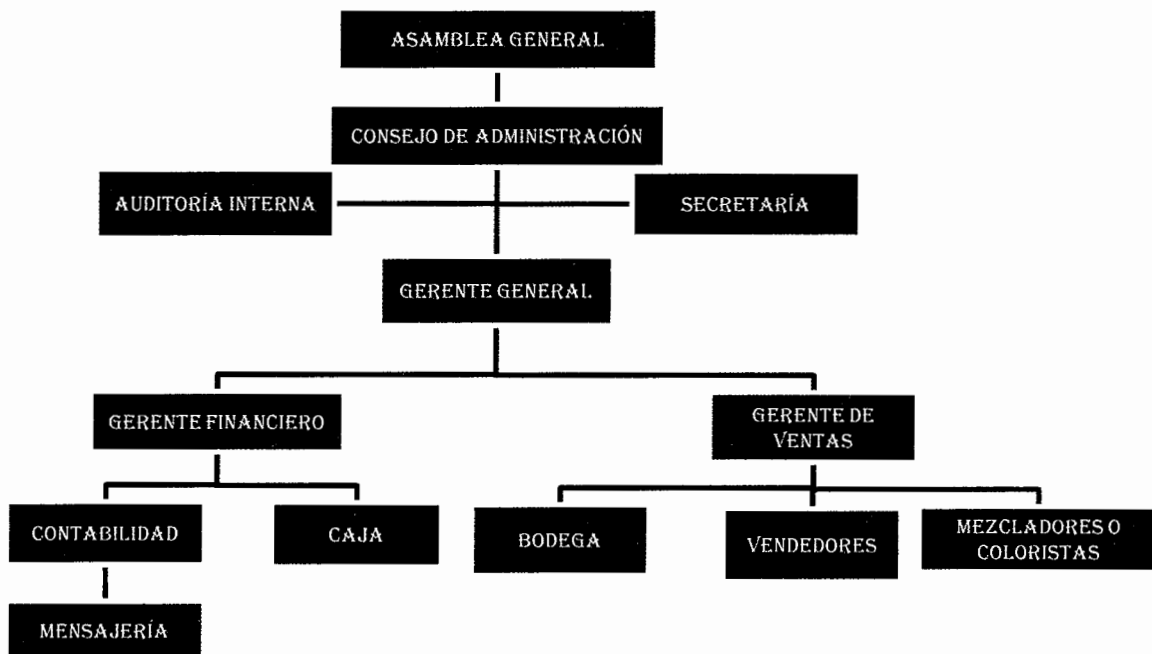 ASAMBLEA GENERAL
CONSEJO DE ADMINISTRACIÓN
AUDITORÍA INTERNA
SECRETARÍA
GERENTE GENERAL
GERENTE FINANCIERO
GERENTE DE
VENTAS
CONTABILIDAD
CAJA
BODEGA
VENDEDORES
MEZCLADORES O
COLORISTAS
MENSAJERÍA